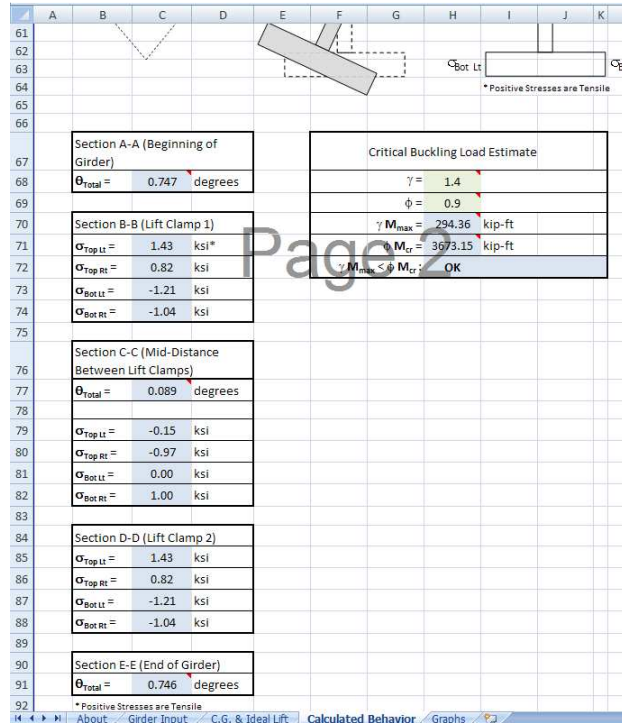 A B C D E F G H I J K
61
62
63 σBot Lt σB
64 * Positive Stresses are Tensile
65
66
67 Section A-A (Beginning of Girder) Critical Buckling Load Estimate
68 θTotal = 0.747 degrees γ = 1.4
69 ϕ = 0.9
70 Section B-B (Lift Clamp 1) γ Mmax = 294.36 kip-ft
71 σTop Lt = 1.43 ksi* ϕ Mcr = 3673.15 kip-ft
72 σTop Rt = 0.82 ksi γ Mmax < ϕ Mcr : OK
73 σBot Lt = -1.21 ksi
74 σBot Rt = -1.04 ksi
Page 2
75
76 Section C-C (Mid-Distance Between Lift Clamps)
77 θTotal = 0.089 degrees
78
79 σTop Lt = -0.15 ksi
80 σTop Rt = -0.97 ksi
81 σBot Lt = 0.00 ksi
82 σBot Rt = 1.00 ksi
83
84 Section D-D (Lift Clamp 2)
85 σTop Lt = 1.43 ksi
86 σTop Rt = 0.82 ksi
87 σBot Lt = -1.21 ksi
88 σBot Rt = -1.04 ksi
89
90 Section E-E (End of Girder)
91 θTotal = 0.746 degrees
92 * Positive Stresses are Tensile
About Girder Input C.G. & Ideal Lift Calculated Behavior Graphs